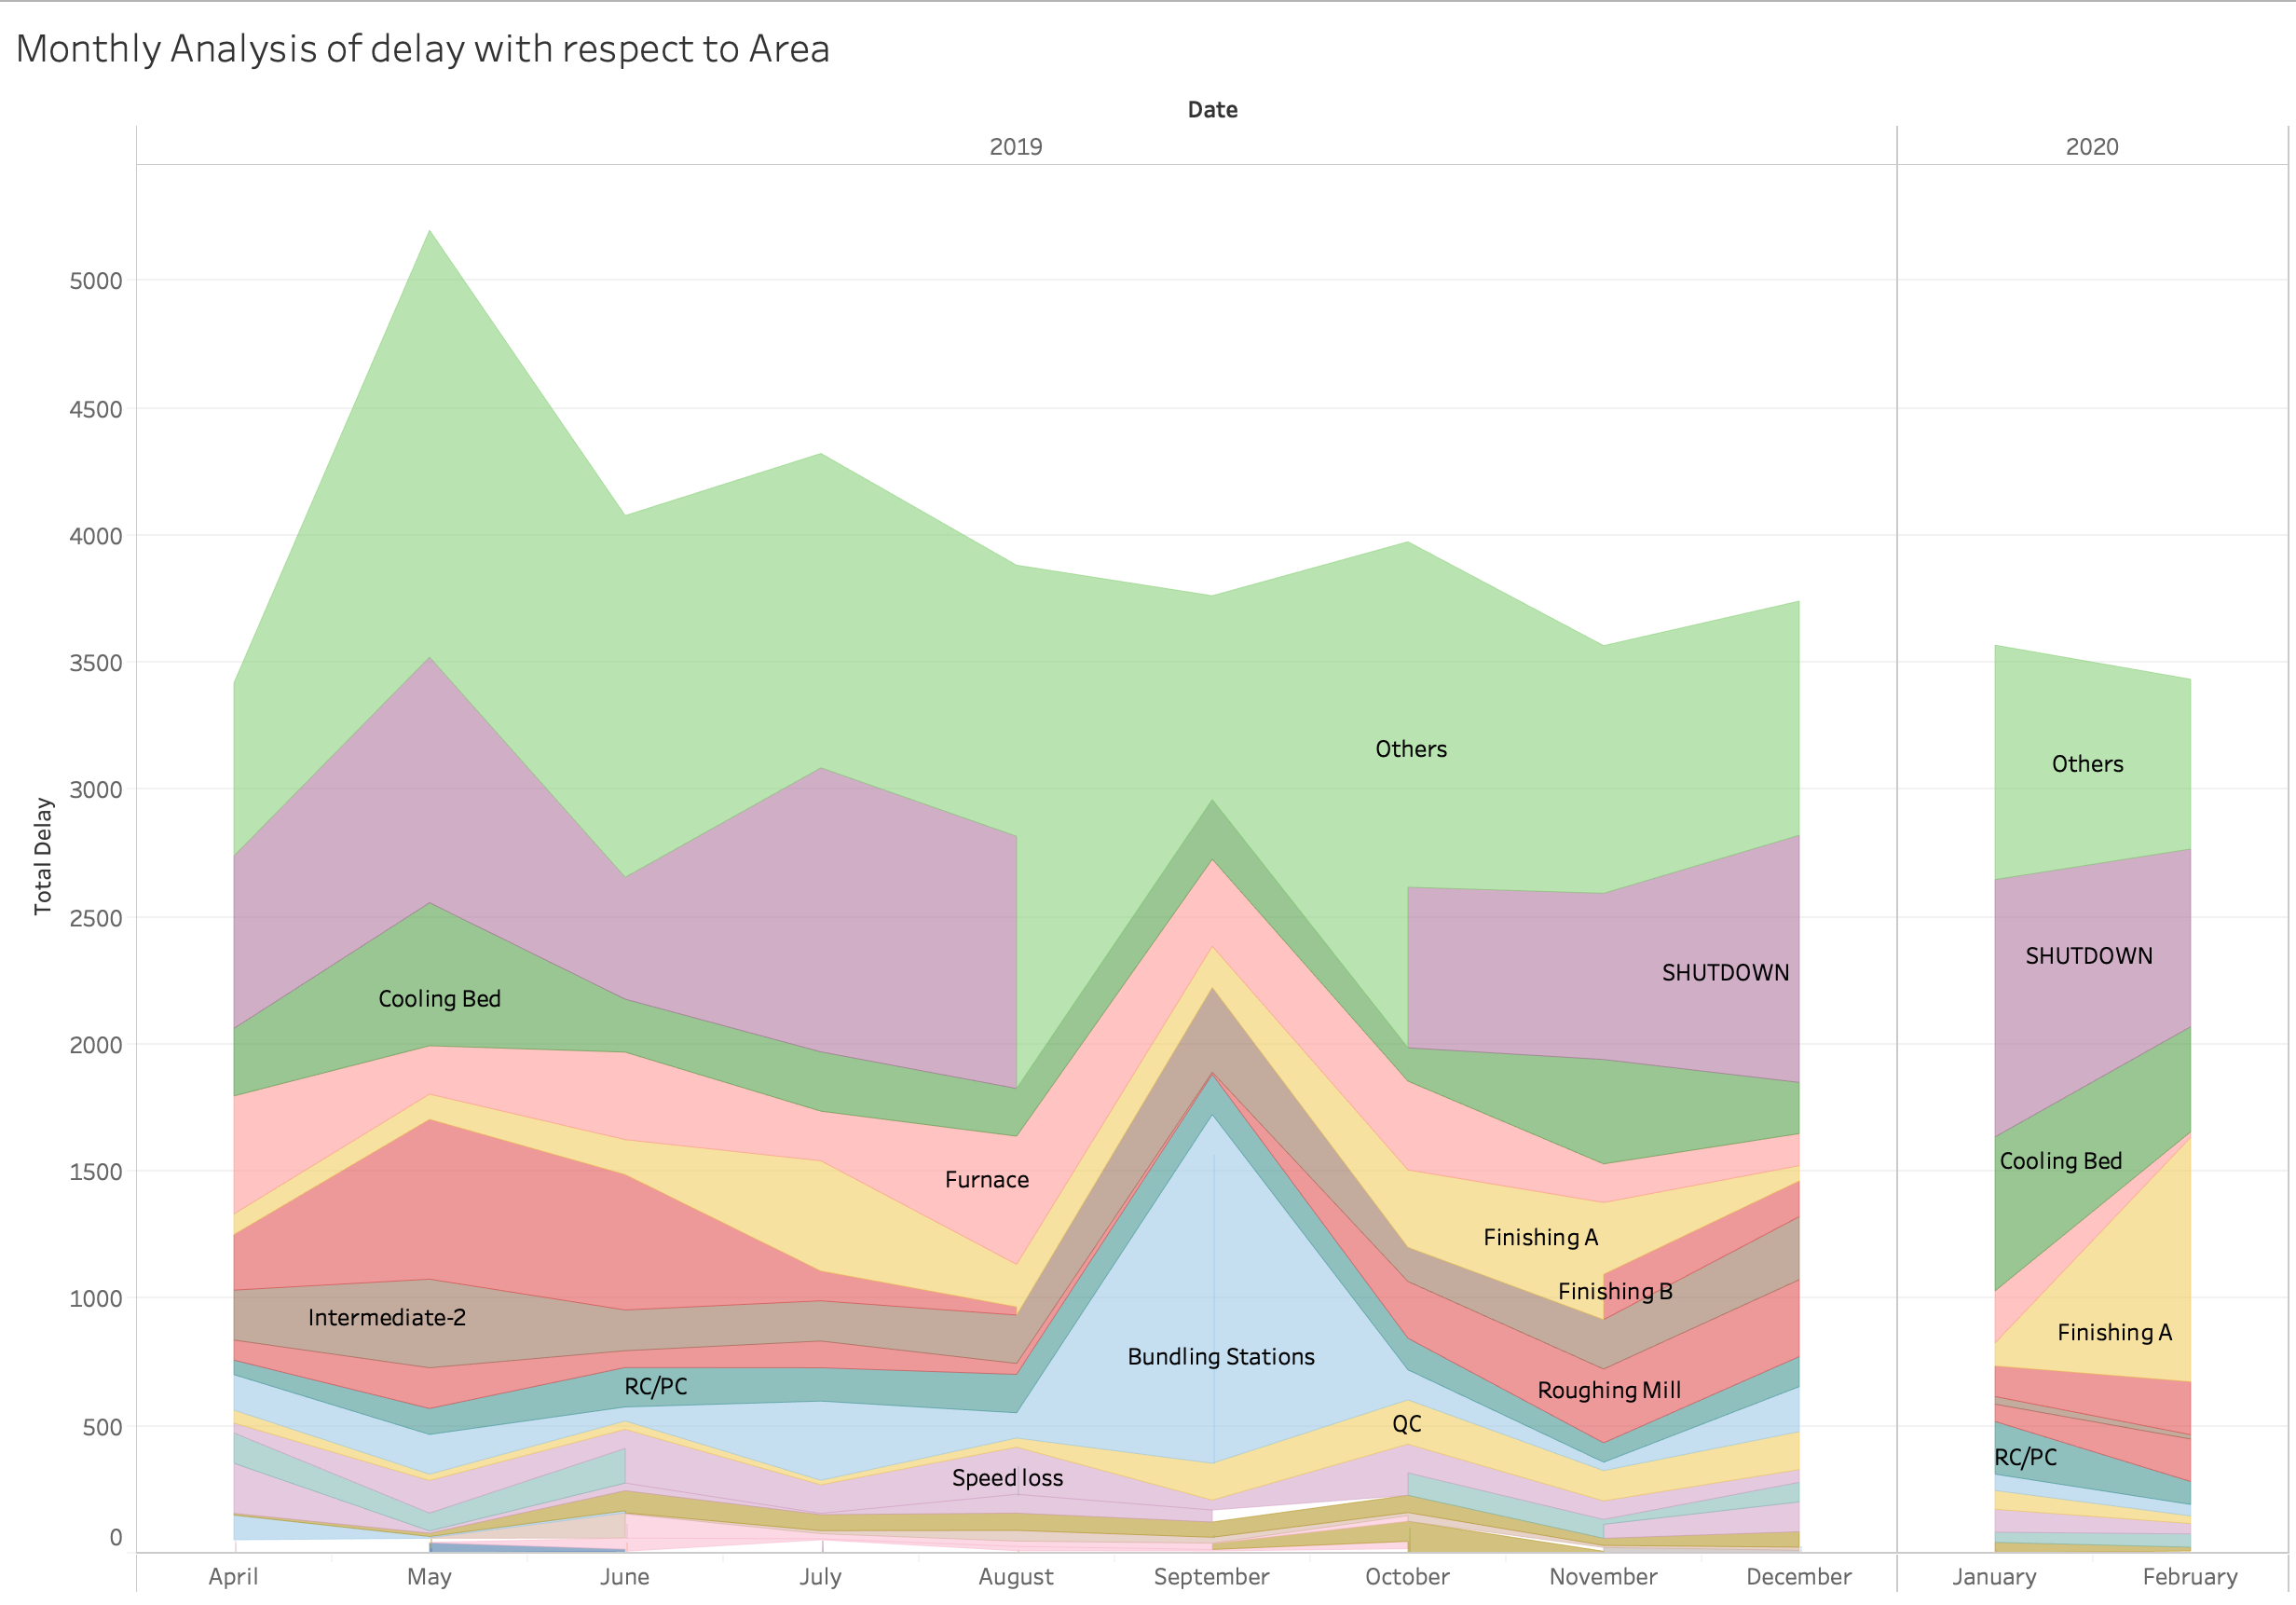 Monthly Analysis of delay with respect to Area
Date
2019
2020
5000
4500
4000
3500
3000
2500
2000
1500
1000
500
0
Total Delay
Others
Others
SHUTDOWN
SHUTDOWN
Cooling Bed
Cooling Bed
Furnace
Finishing A
Finishing B
Intermediate-2
Finishing A
Bundling Stations
RC/PC
Roughing Mill
QC
RC/PC
Speed loss
April
May
June
July
August
September
October
November
December
January
February